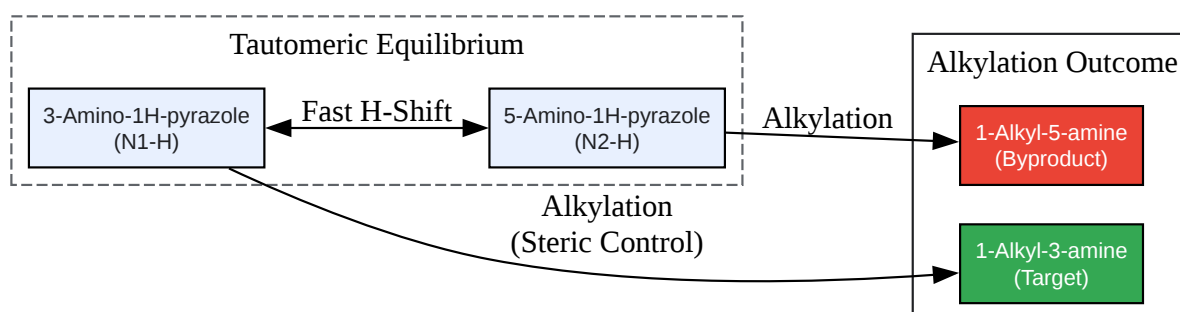 Tautomeric Equilibrium
3-Amino-1H-pyrazole
(N1-H)
Fast H-Shift
5-Amino-1H-pyrazole
(N2-H)
Alkylation
Alkylation Outcome
1-Alkyl-5-amine
(Byproduct)
Alkylation
(Steric Control)
1-Alkyl-3-amine
(Target)